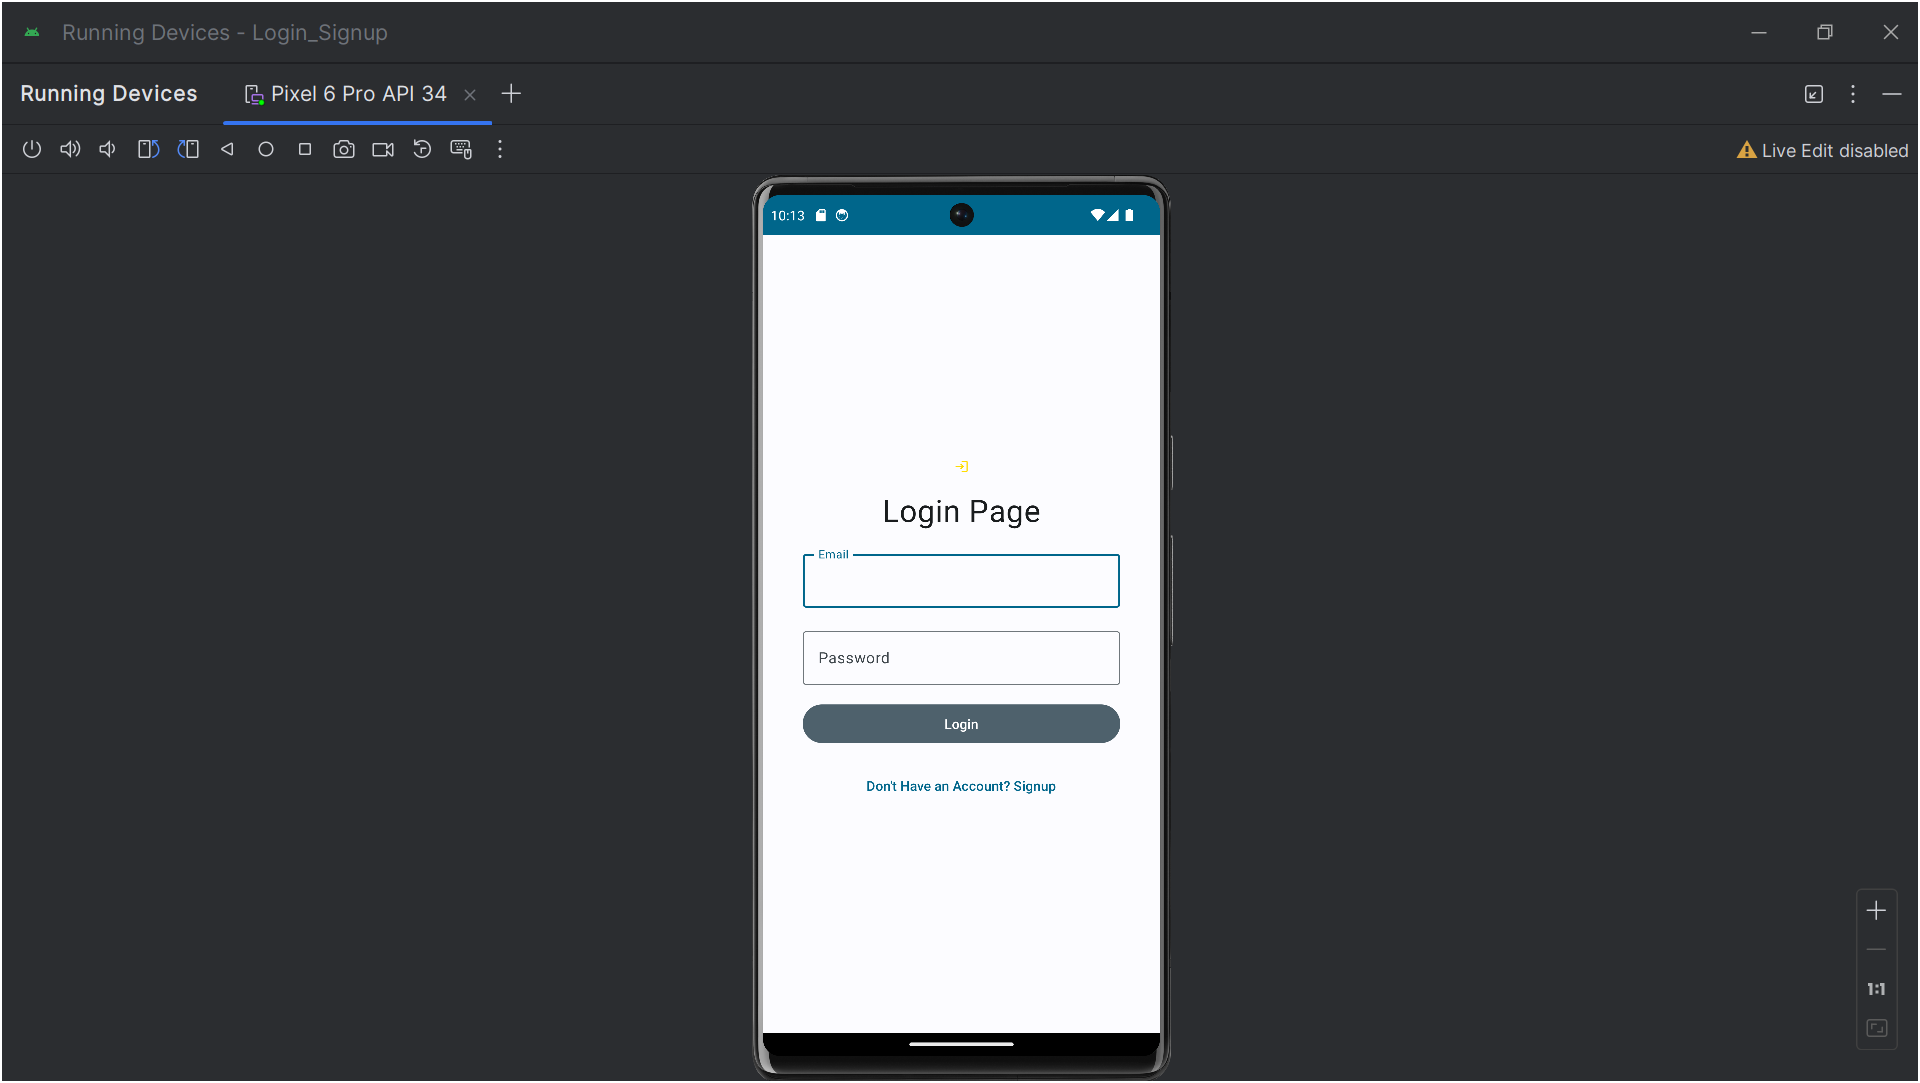 Running Devices - Login_Signup
Running Devices
Pixel 6 Pro API 34
Live Edit disabled
10:13
Login Page
Email
Password
Login
Don't Have an Account? Signup
1:1